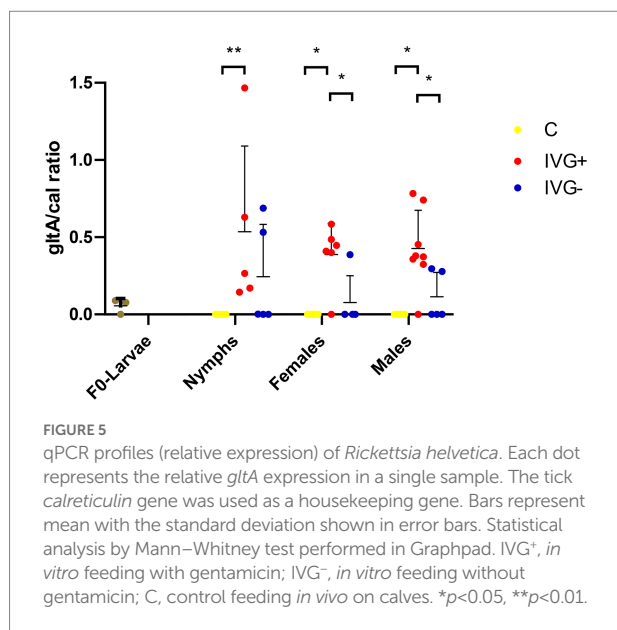 ** * *
* *
1.5
1.0
0.5
0.0
gltA/cal ratio
C
IVG+
IVG-
F0-Larvae
Nymphs
Females
Males
FIGURE 5
qPCR profiles (relative expression) of Rickettsia helvetica. Each dot
represents the relative gltA expression in a single sample. The tick
calreticulin gene was used as a housekeeping gene. Bars represent
mean with the standard deviation shown in error bars. Statistical
analysis by Mann–Whitney test performed in Graphpad. IVG⁺, in
vitro feeding with gentamicin; IVG⁻, in vitro feeding without
gentamicin; C, control feeding in vivo on calves. *p<0.05, **p<0.01.